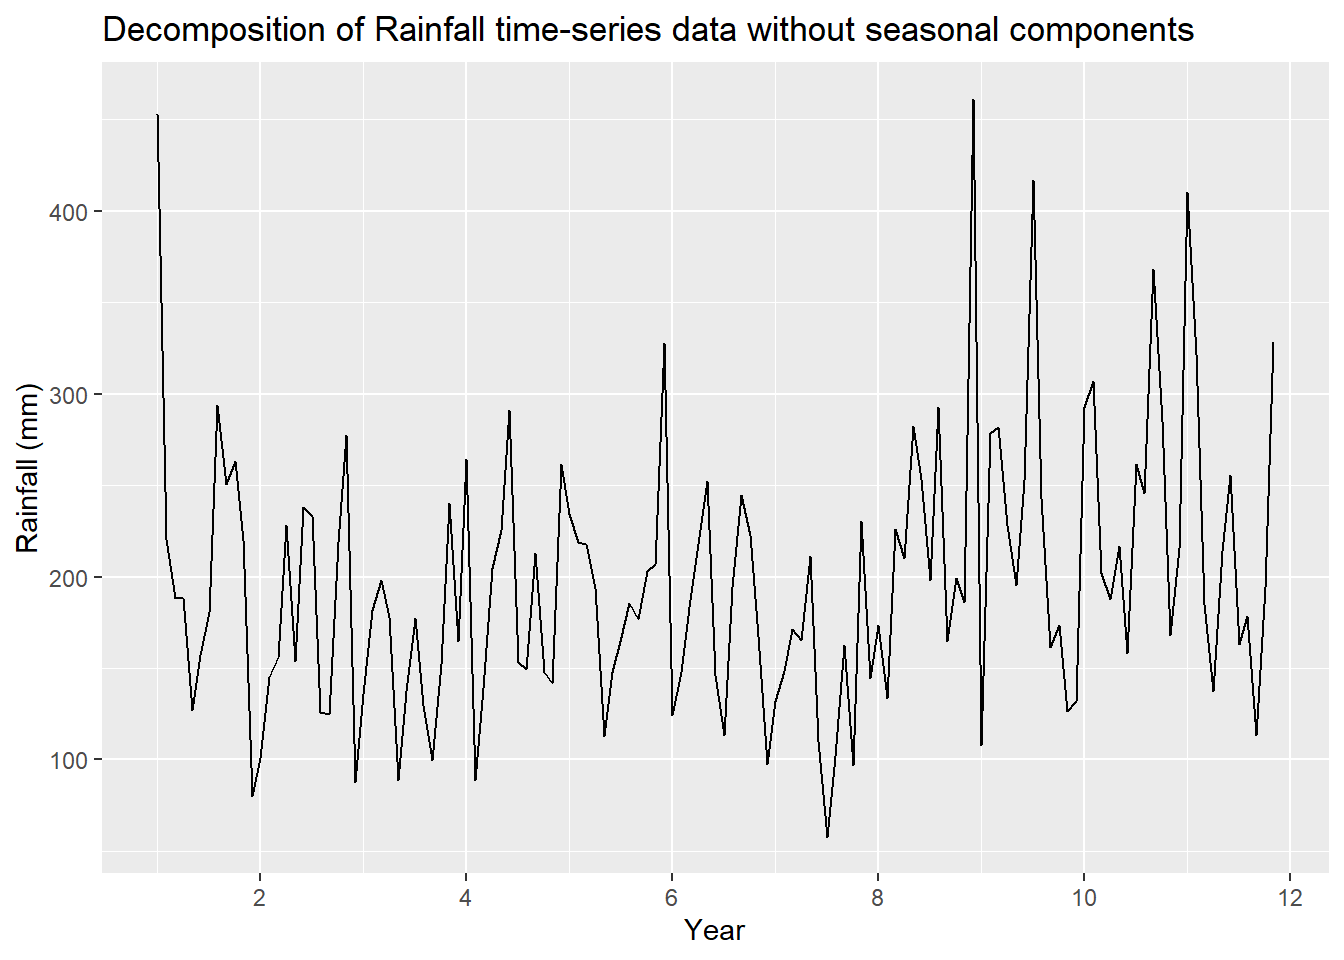 Decomposition of Rainfall time-series data without seasonal components
400
300
200
100
Rainfall (mm)
2 4 6 8 10 12
Year